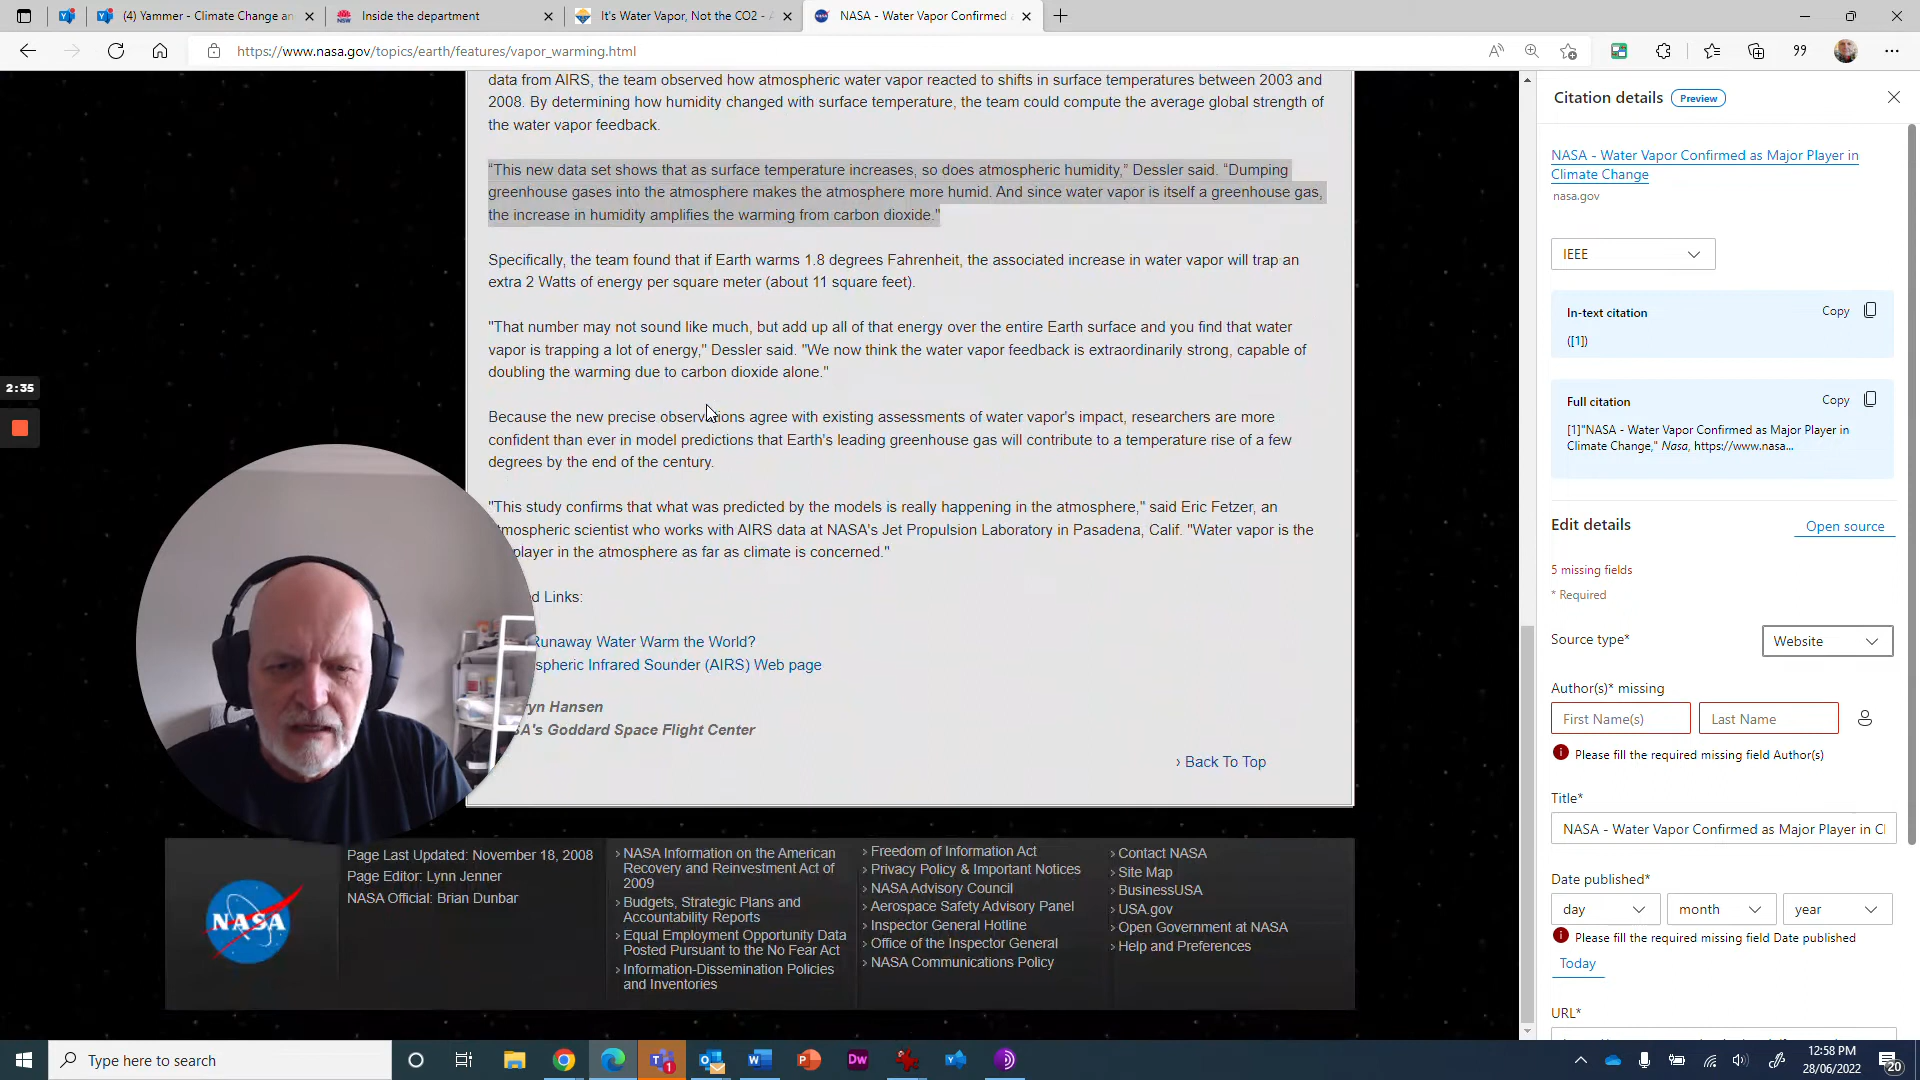 (4) Yammer - Climate Change an
Inside the department
It's Water Vapor, Not the CO2 -
NASA - Water Vapor Confirmed
https://www.nasa.gov/topics/earth/features/vapor_warming.html
data from AIRS, the team observed how atmospheric water vapor reacted to shifts in surface temperatures between 2003 and
2008. By determining how humidity changed with surface temperature, the team could compute the average global strength of
the water vapor feedback.
"This new data set shows that as surface temperature increases, so does atmospheric humidity," Dessler said. "Dumping
greenhouse gases into the atmosphere makes the atmosphere more humid. And since water vapor is itself a greenhouse gas,
the increase in humidity amplifies the warming from carbon dioxide."
Specifically, the team found that if Earth warms 1.8 degrees Fahrenheit, the associated increase in water vapor will trap an
extra 2 Watts of energy per square meter (about 11 square feet).
"That number may not sound like much, but add up all of that energy over the entire Earth surface and you find that water
vapor is trapping a lot of energy," Dessler said. "We now think the water vapor feedback is extraordinarily strong, capable of
doubling the warming due to carbon dioxide alone."
Because the new precise observations agree with existing assessments of water vapor's impact, researchers are more
confident than ever in model predictions that Earth's leading greenhouse gas will contribute to a temperature rise of a few
degrees by the end of the century.
"This study confirms that what was predicted by the models is really happening in the atmosphere," said Eric Fetzer, an
tmospheric scientist who works with AIRS data at NASA's Jet Propulsion Laboratory in Pasadena, Calif. "Water vapor is the
player in the atmosphere as far as climate is concerned."
d Links:
Runaway Water Warm the World?
spheric Infrared Sounder (AIRS) Web page
yn Hansen
A's Goddard Space Flight Center
› Back To Top
2:35
NASA
Page Last Updated: November 18, 2008
Page Editor: Lynn Jenner
NASA Official: Brian Dunbar
› NASA Information on the American
Recovery and Reinvestment Act of
2009
› Budgets, Strategic Plans and
Accountability Reports
› Equal Employment Opportunity Data
Posted Pursuant to the No Fear Act
› Information-Dissemination Policies
and Inventories
› Freedom of Information Act
› Privacy Policy & Important Notices
› NASA Advisory Council
› Aerospace Safety Advisory Panel
› Inspector General Hotline
› Office of the Inspector General
› NASA Communications Policy
› Contact NASA
› Site Map
› BusinessUSA
› USA.gov
› Open Government at NASA
› Help and Preferences
Citation details Preview
NASA - Water Vapor Confirmed as Major Player in
Climate Change
nasa.gov
IEEE
In-text citation Copy
([1])
Full citation Copy
[1]"NASA - Water Vapor Confirmed as Major Player in
Climate Change," Nasa, https://www.nasa...
Edit details Open source
5 missing fields
* Required
Source type* Website
Author(s)* missing
First Name(s) Last Name
Please fill the required missing field Author(s)
Title*
NASA - Water Vapor Confirmed as Major Player in Cl
Date published*
day month year
Please fill the required missing field Date published
Today
URL*
Type here to search
1
Dw
12:58 PM
28/06/2022
20